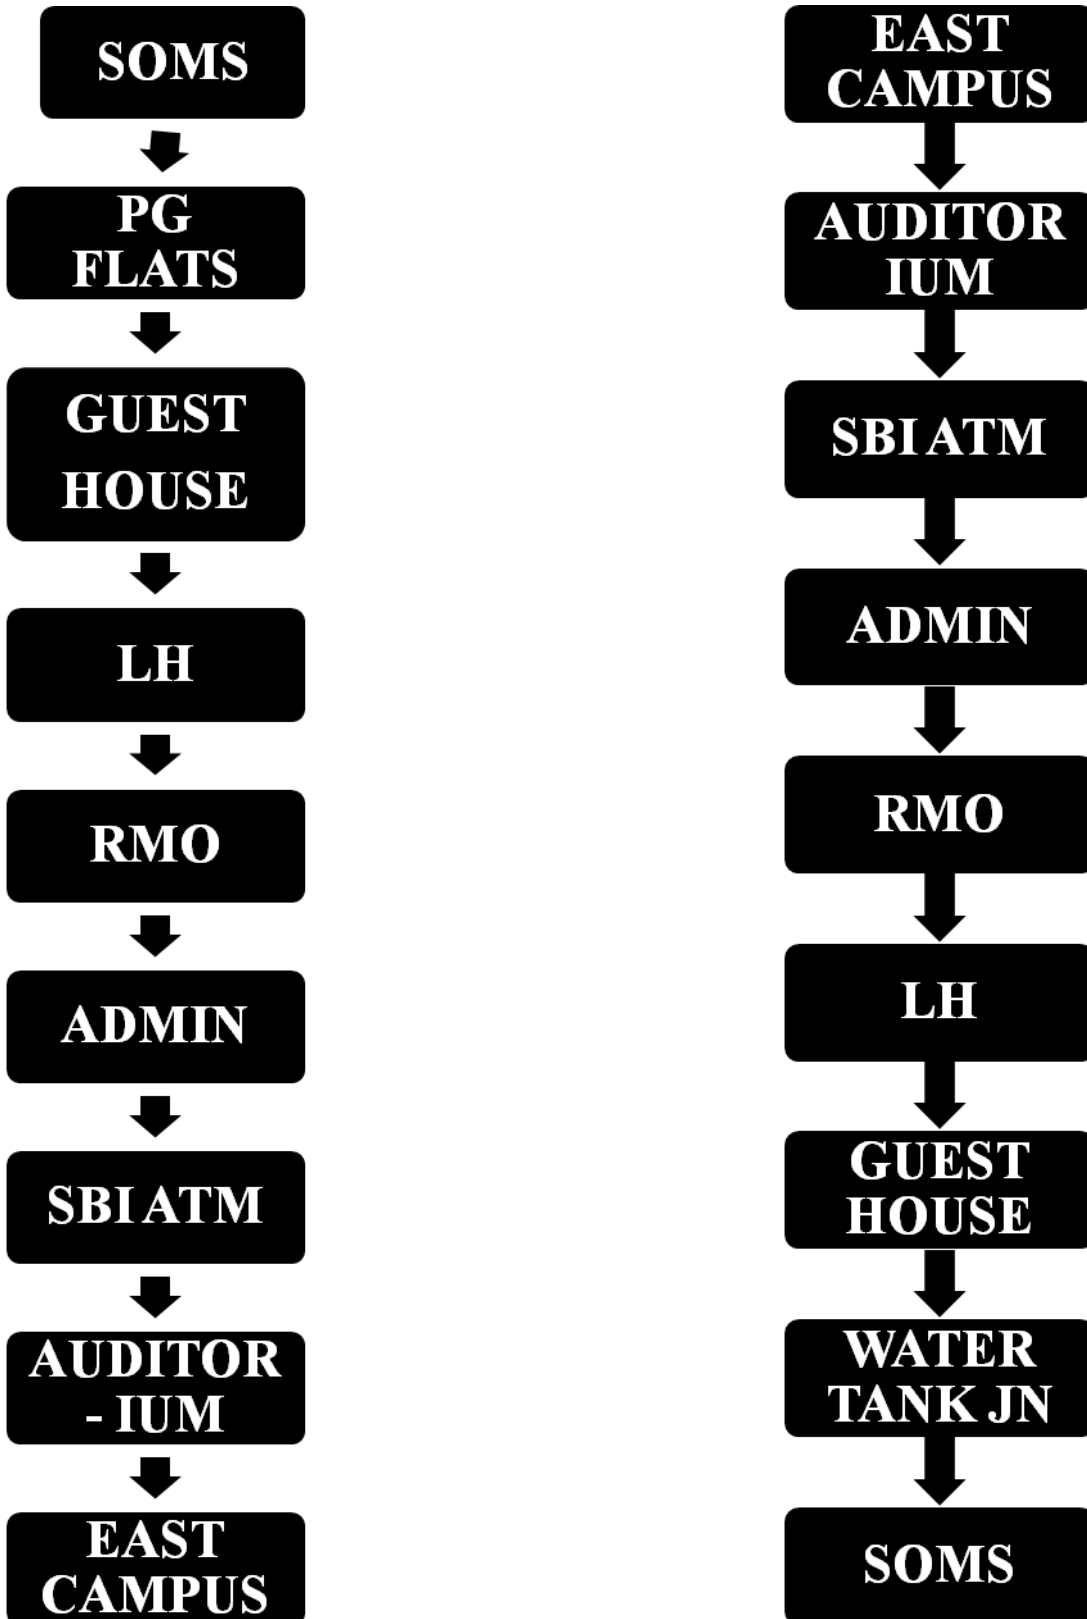 SOMS
PG
FLATS
GUEST
HOUSE
LH
RMO
ADMIN
SBI ATM
AUDITOR
- IUM
EAST
CAMPUS
EAST
CAMPUS
AUDITOR
IUM
SBI ATM
ADMIN
RMO
LH
GUEST
HOUSE
WATER
TANK JN
SOMS